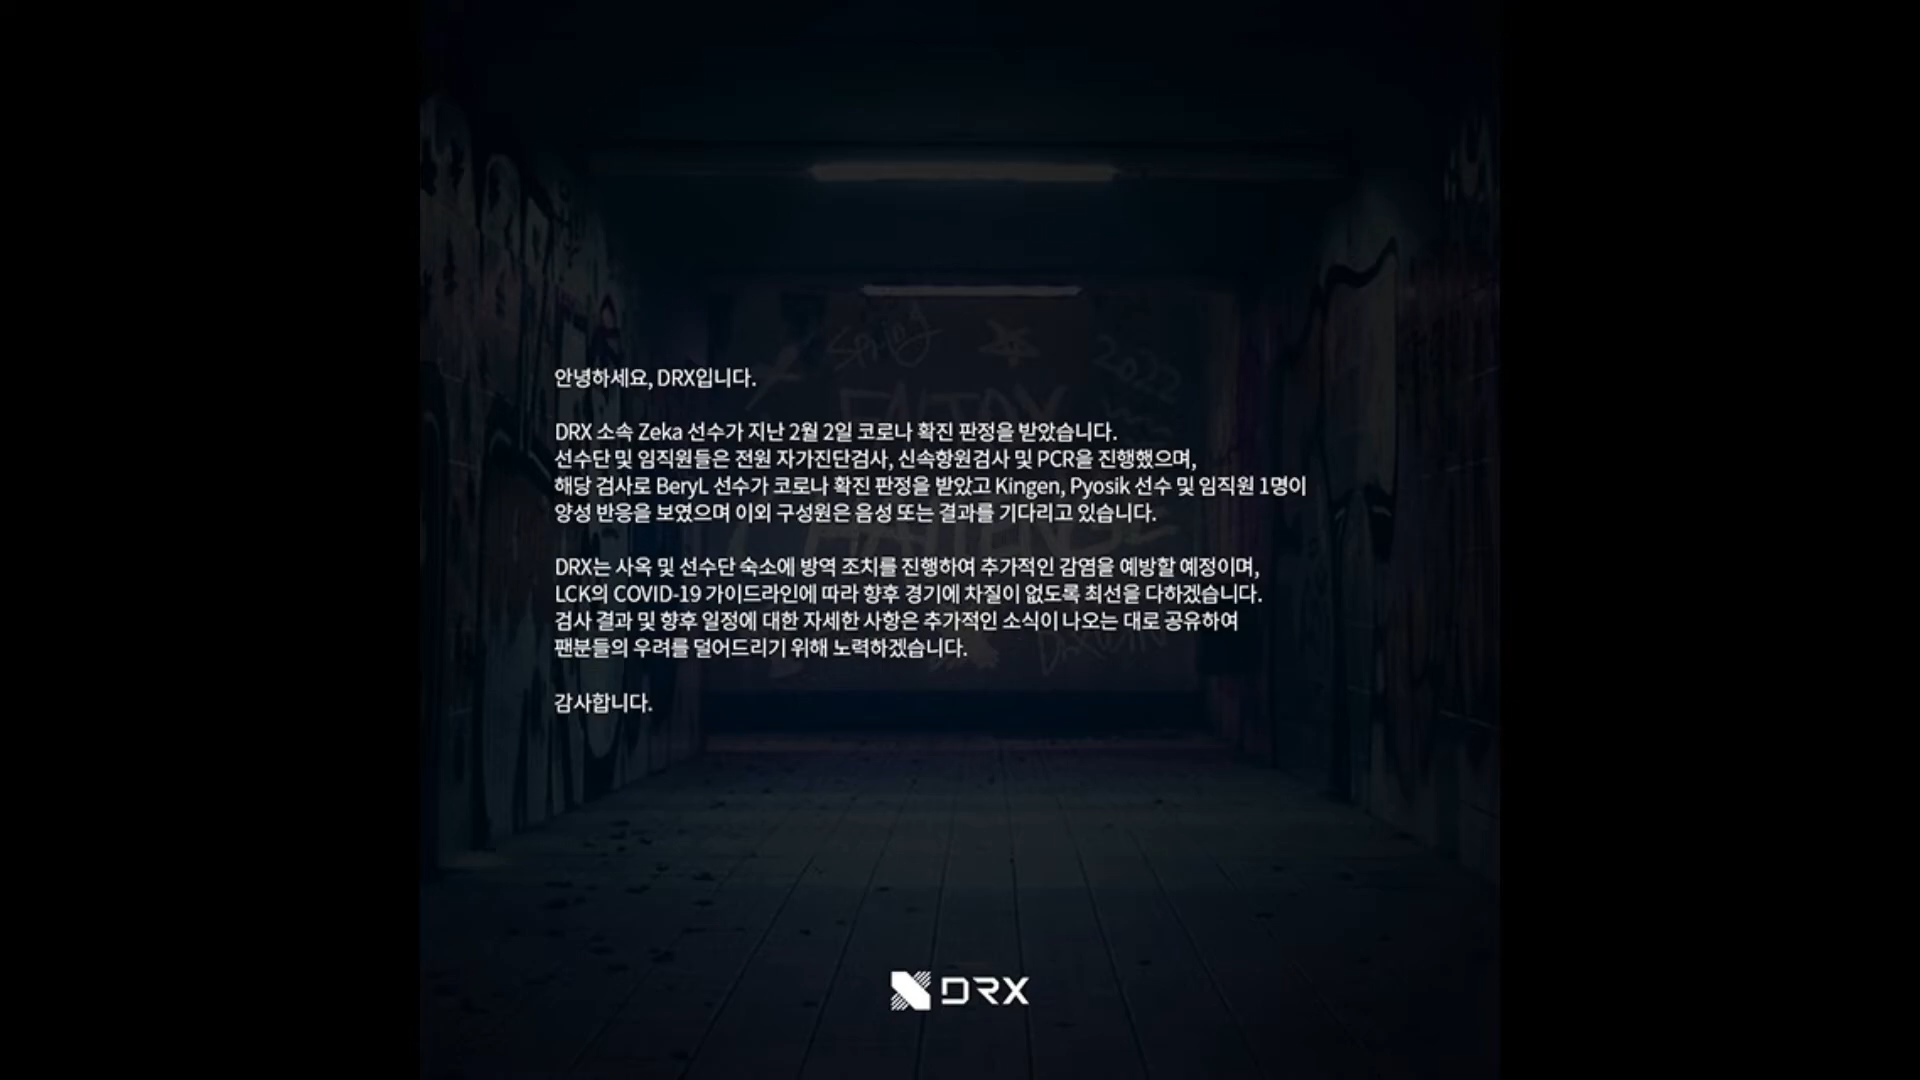 안녕하세요, DRX입니다.
DRX 소속 Zeka 선수가 지난 2월 2일 코로나 확진 판정을 받았습니다.
선수단 및 임직원들은 전원 자가진단검사, 신속항원검사 및 PCR을 진행했으며,
해당 검사로 BeryL 선수가 코로나 확진 판정을 받았고 Kingen, Pyosik 선수 및 임직원 1명이
양성 반응을 보였으며 이외 구성원은 음성 또는 결과를 기다리고 있습니다.
DRX는 사옥 및 선수단 숙소에 방역 조치를 진행하여 추가적인 감염을 예방할 예정이며,
LCK의 COVID-19 가이드라인에 따라 향후 경기에 차질이 없도록 최선을 다하겠습니다.
검사 결과 및 향후 일정에 대한 자세한 사항은 추가적인 소식이 나오는 대로 공유하여
팬분들의 우려를 덜어드리기 위해 노력하겠습니다.
감사합니다.
DRX